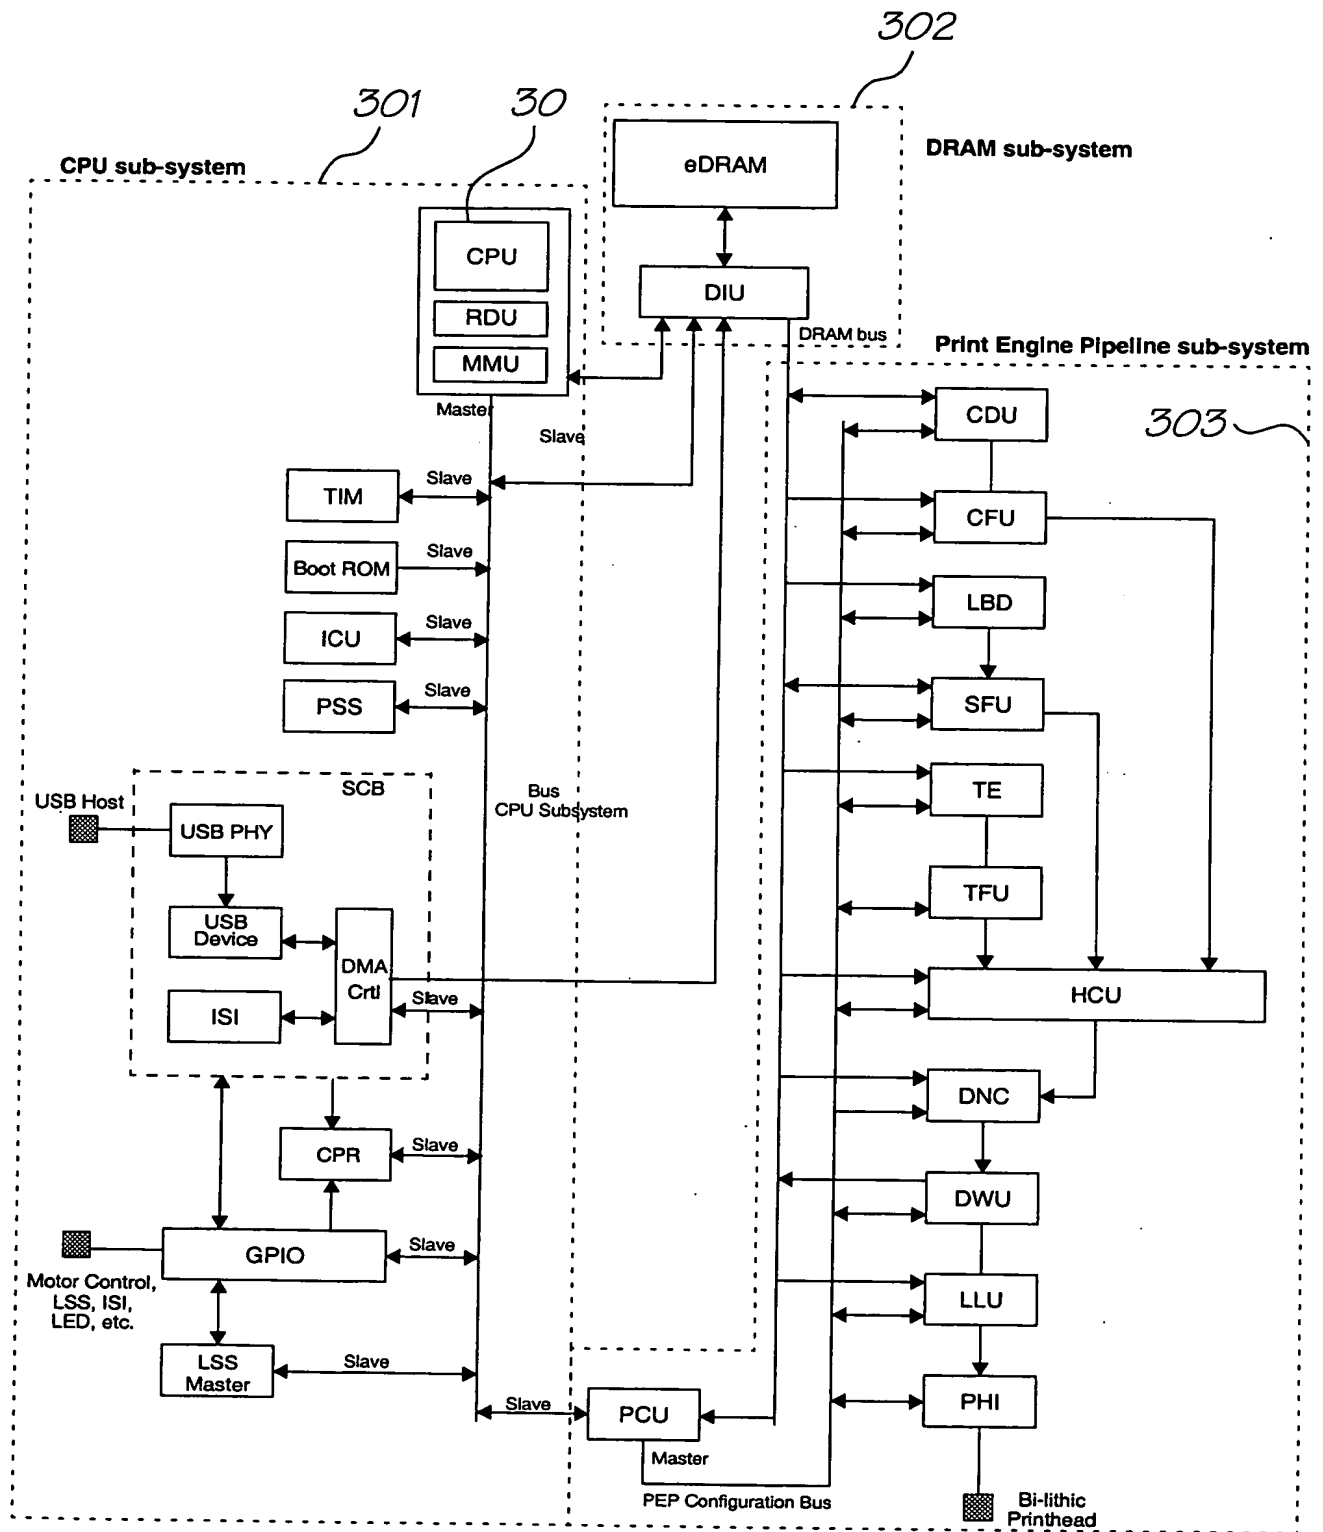 302
301
30
CPU sub-system
DRAM sub-system
eDRAM
CPU
RDU
MMU
DIU
DRAM bus
Print Engine Pipeline sub-system
Master
Slave
303
CDU
TIM
Slave
CFU
Boot ROM
Slave
LBD
ICU
Slave
PSS
Slave
SFU
SCB
USB Host
USB PHY
Bus
CPU Subsystem
TE
TFU
USB
Device
DMA
Crtl
Slave
ISI
HCU
DNC
CPR
Slave
DWU
GPIO
Slave
Motor Control,
LSS, ISI,
LED, etc.
LLU
LSS
Master
Slave
PHI
Slave
PCU
Master
PEP Configuration Bus
Bi-lithic
Printhead